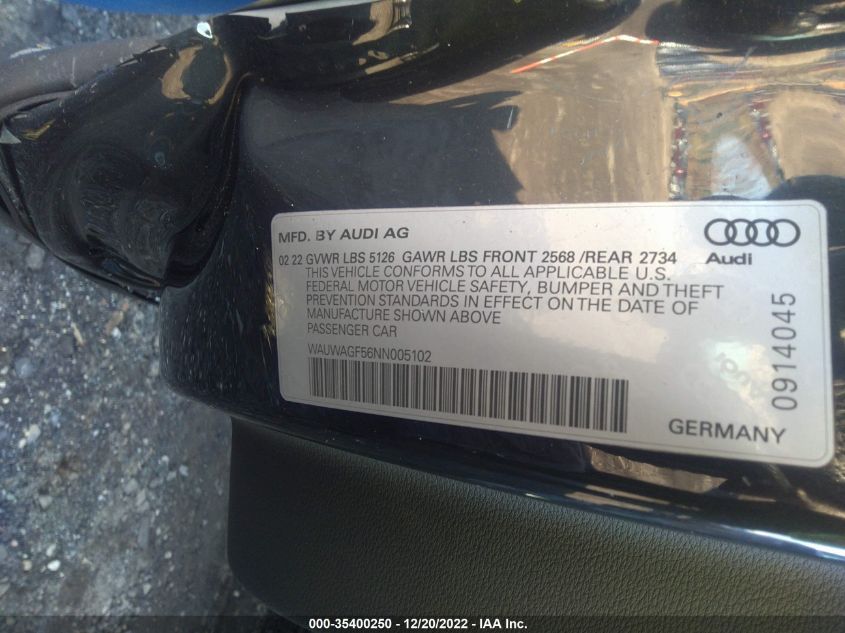 MFD. BY AUDI AG
Audi
02 22 GVWR LBS 5126 GAWR LBS FRONT 2568 /REAR 2734
THIS VEHICLE CONFORMS TO ALL APPLICABLE U.S.
FEDERAL MOTOR VEHICLE SAFETY, BUMPER AND THEFT
PREVENTION STANDARDS IN EFFECT ON THE DATE OF
MANUFACTURE SHOWN ABOVE
PASSENGER CAR
WAUWAGF56NN005102
0914045
GERMANY
000-35400250 - 12/20/2022 - IAA Inc.